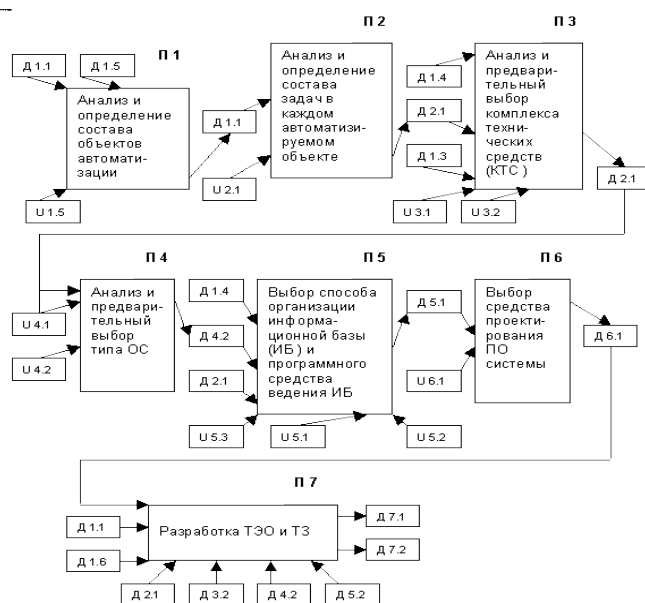 П 1
П 2
П 3
Д 1.1
Д 1.5
Анализ и
определение
состава
объектов
автомати-
зации
U 1.5
Д 1.1
U 2.1
Анализ и
определение
состава
задач в
каждом
автоматизи-
руемом
объекте
Д 1.4
Д 2.1
Д 1.3
U 3.1
U 3.2
Анализ и
предвари-
тельный
выбор
комплекса
техни-
ческих
средств
(КТС )
Д 2.1
П 4
П 5
П 6
U 4.1
U 4.2
Анализ и
предвари-
тельный
выбор
типа ОС
Д 1.4
Д 4.2
Д 2.1
U 5.3
U 5.1
U 5.2
Выбор способа
организации
информа-
ционной базы
(ИБ ) и
программного
средства
ведения ИБ
Д 5.1
U 6.1
Выбор
средства
проекти-
рования
ПО
системы
Д 6.1
П 7
Д 1.1
Д 1.6
Разработка ТЭО и ТЗ
Д 7.1
Д 7.2
Д 2.1
Д 3.2
Д 4.2
Д 5.2